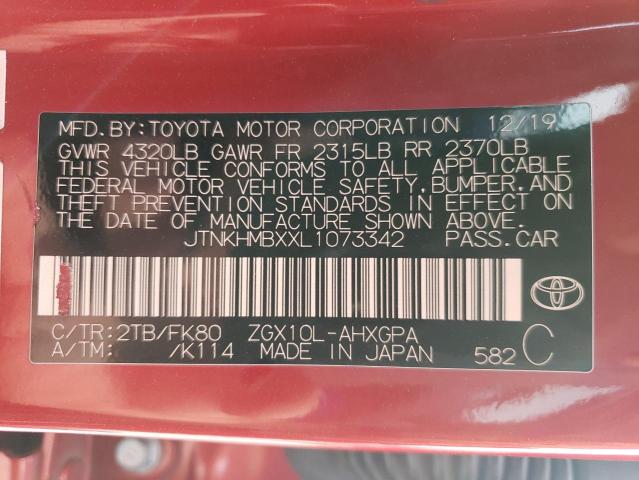 MFD.BY:TOYOTA MOTOR CORPORATION 12/19
GVWR 4320LB GAWR FR 2315LB RR 2370LB
THIS VEHICLE CONFORMS TO ALL APPLICABLE
FEDERAL MOTOR VEHICLE SAFETY,BUMPER,AND
THEFT PREVENTION STANDARDS IN EFFECT ON
THE DATE OF MANUFACTURE SHOWN ABOVE.
JTNKHMBXXL1073342 PASS.CAR
C/TR:2TB/FK80 ZGX10L-AHXGPA
A/TM: /K114 MADE IN JAPAN 582 C